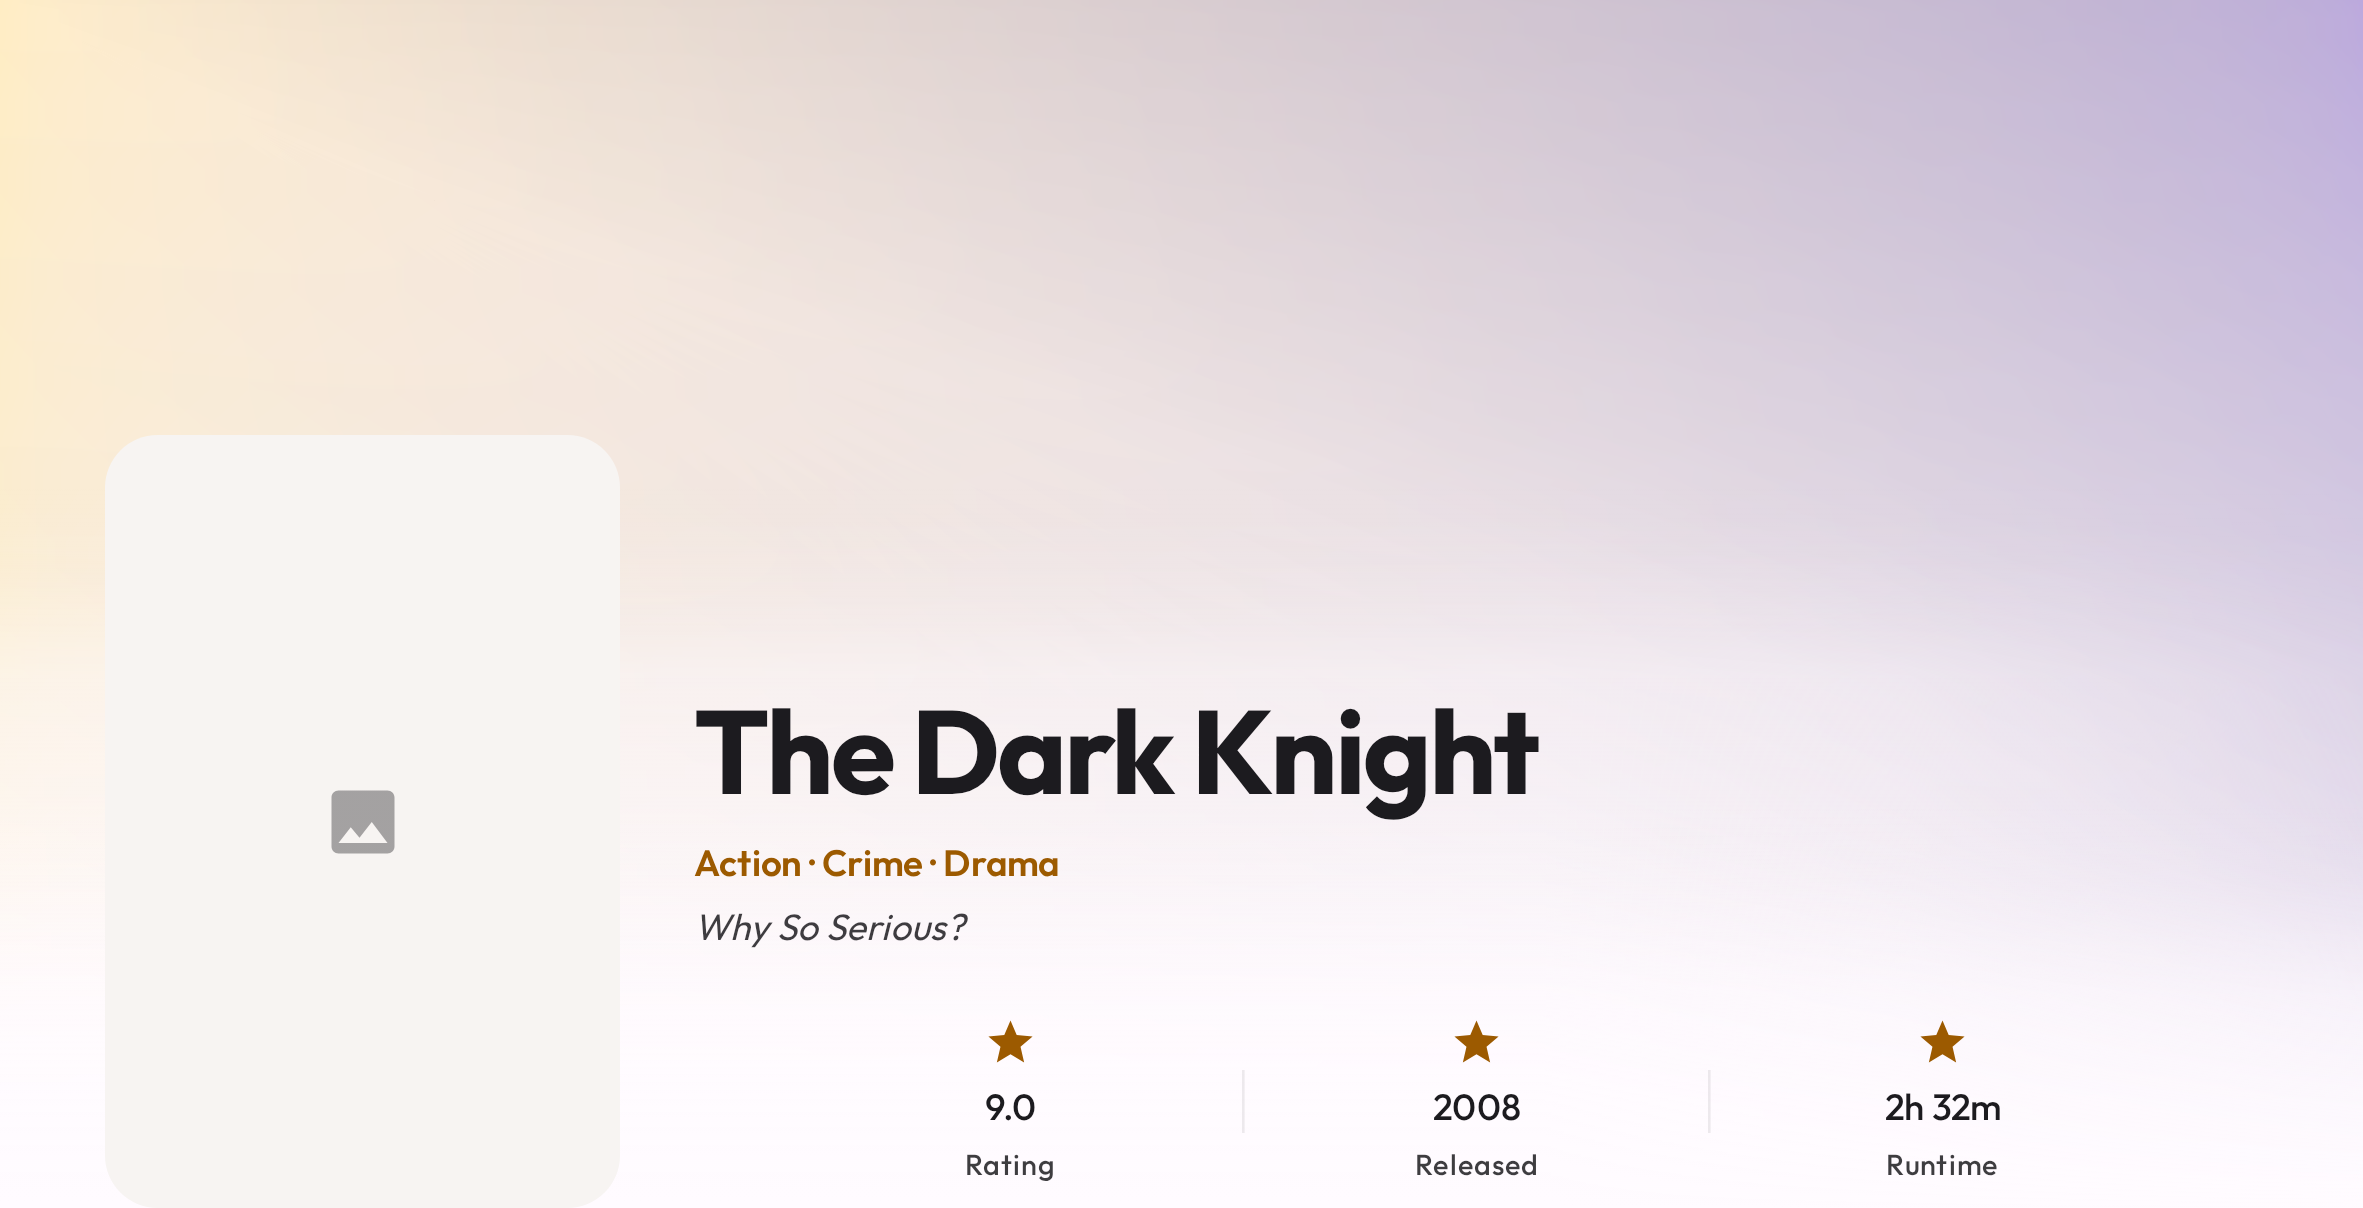 The Dark Knight
Action · Crime · Drama
Why So Serious?
9.0
Rating
2008
Released
2h 32m
Runtime